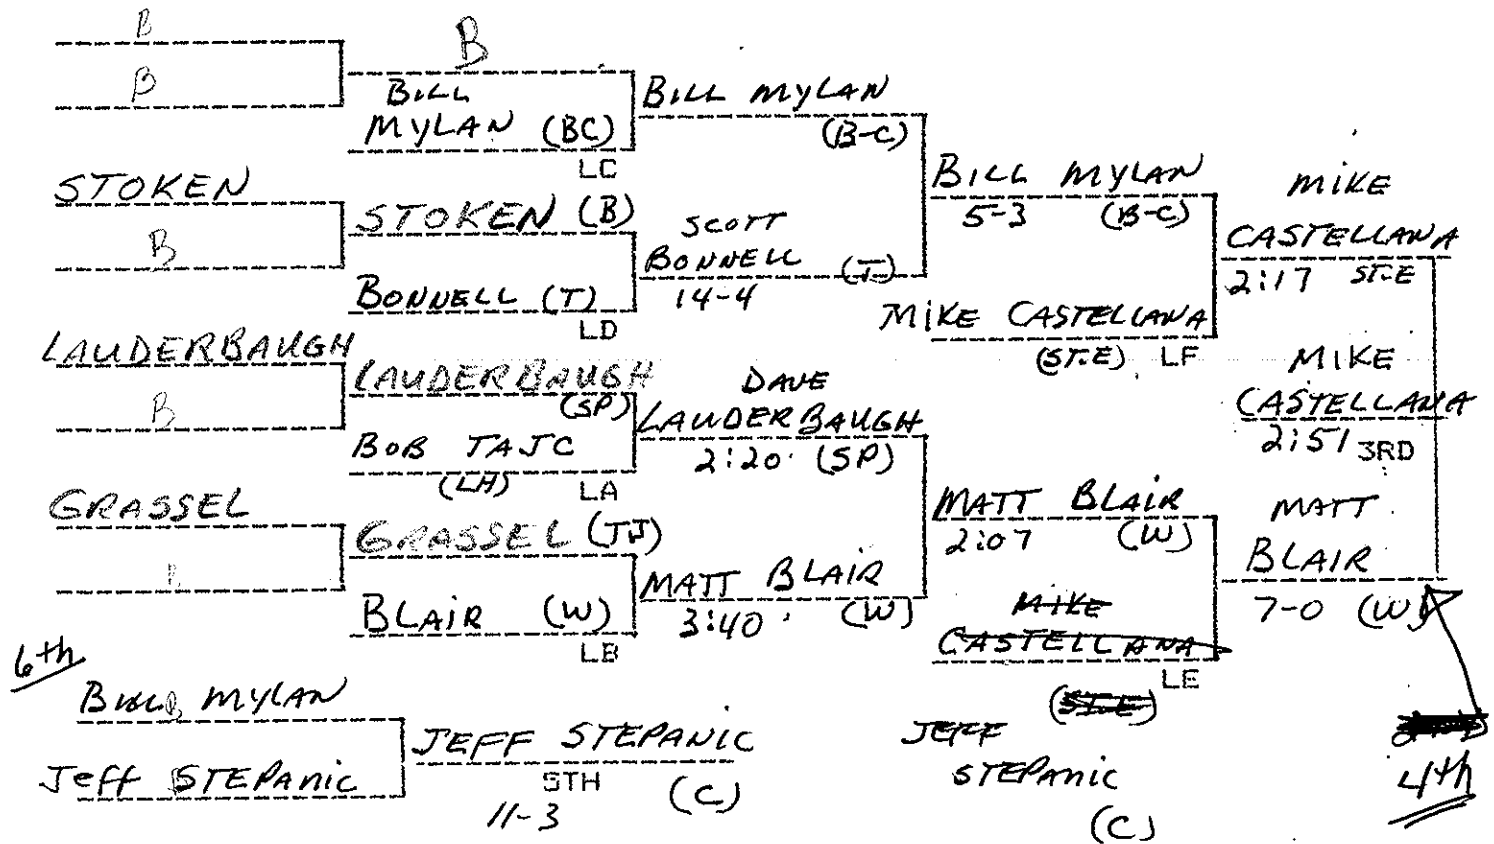 B
B
B
BILL
MYLAN (BC)
LC
BILL MYLAN
(B-C)
STOKEN
B
STOKEN (B)
BONNELL (T)
LD
SCOTT
BONNELL (T)
14-4
BILL MYLAN
5-3 (B-C)
MIKE CASTELLANA
(ST.E) LF
MIKE
CASTELLANA
2:17 ST.E
LAUDERBAUGH
B
LAUDERBAUGH
(SP)
BOB TAJC
(LH) LA
DAVE
LAUDERBAUGH
2:20 (SP)
MIKE
CASTELLANA
2:51 3RD
GRASSEL
B
GRASSEL (TJ)
BLAIR (W)
LB
MATT BLAIR
3:40 (W)
MATT BLAIR
2:07 (W)
MIKE
CASTELLANA
LE
(ST.E)
JEFF
STEPANIC
(C)
MATT
BLAIR
7-0 (W)
4th
6th
BILL MYLAN
Jeff STEPANIC
JEFF STEPANIC
5TH
11-3 (C)